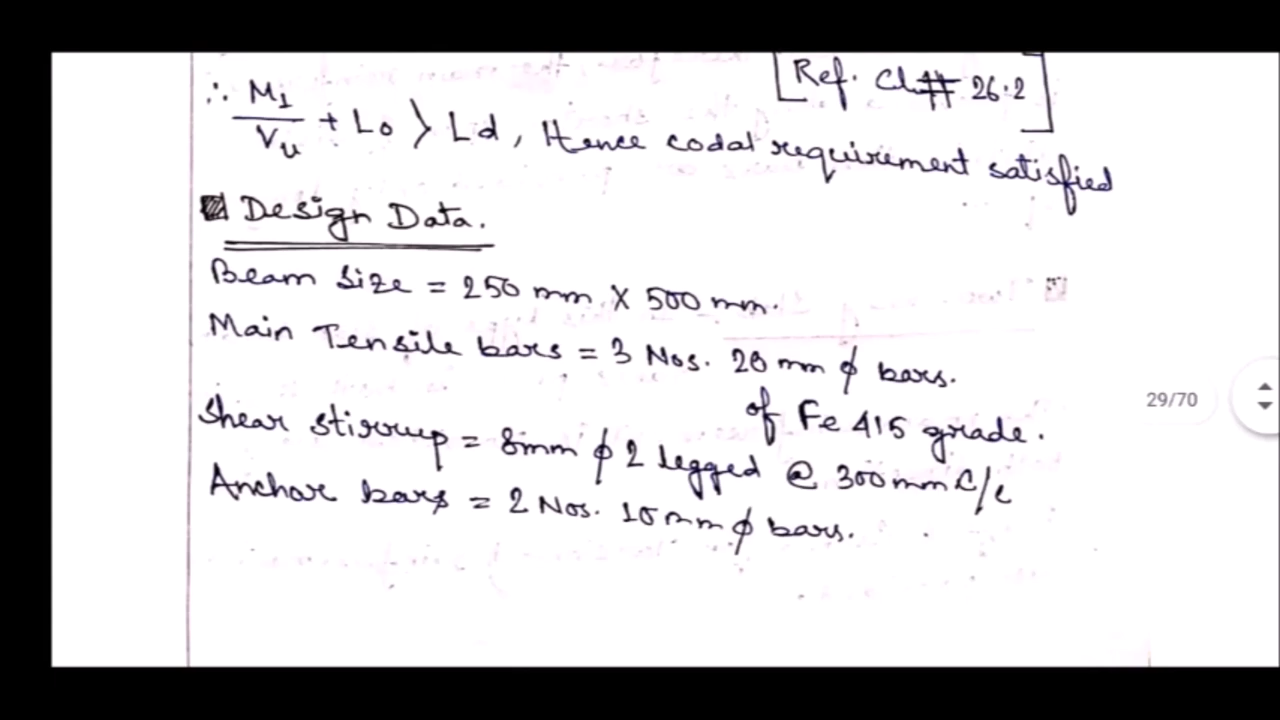 [Ref. Cl# 26.2]
∴ M1/Vu + Lo > Ld, Hence codal requirement satisfied
Design Data.
Beam size = 250 mm X 500 mm.
Main Tensile bars = 3 Nos. 20 mm ϕ bars.
of Fe 415 grade.
Shear stirrup = 8mm ϕ 2 legged @ 300 mm c/c
Anchor bars = 2 Nos. 10 mm ϕ bars.
29/70